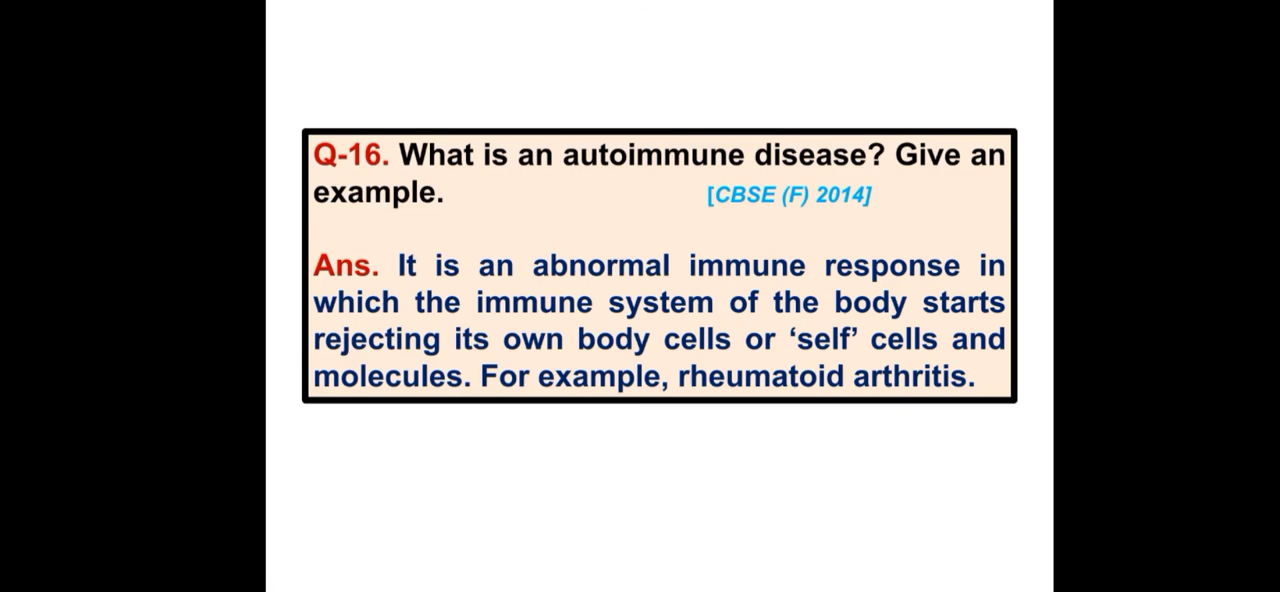 Q-16. What is an autoimmune disease? Give an
example. [CBSE (F) 2014]
Ans. It is an abnormal immune response in
which the immune system of the body starts
rejecting its own body cells or ‘self’ cells and
molecules. For example, rheumatoid arthritis.